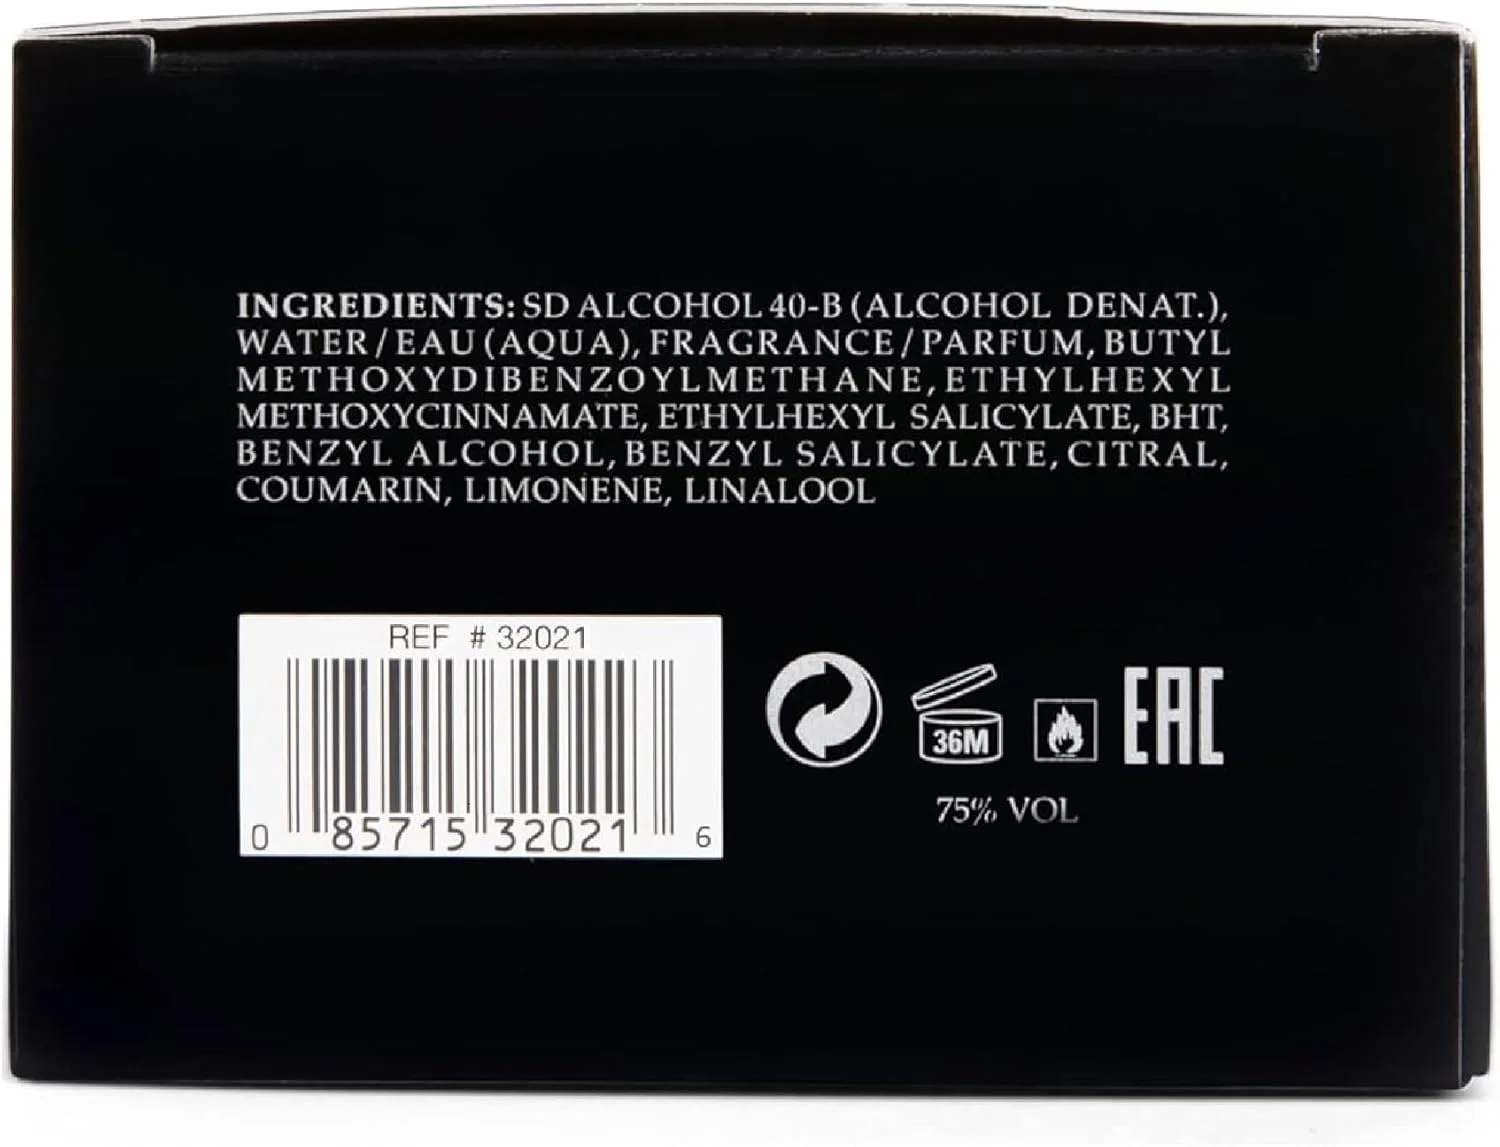 INGREDIENTS: SD ALCOHOL 40-B (ALCOHOL DENAT.),
WATER / EAU (AQUA), FRAGRANCE / PARFUM, BUTYL
METHOXYDIBENZOYLMETHANE, ETHYLHEXYL
METHOXYCINNAMATE, ETHYLHEXYL SALICYLATE, BHT,
BENZYL ALCOHOL, BENZYL SALICYLATE, CITRAL,
COUMARIN, LIMONENE, LINALOOL
REF # 32021
0 85715 32021 6
36M
EAC
75% VOL